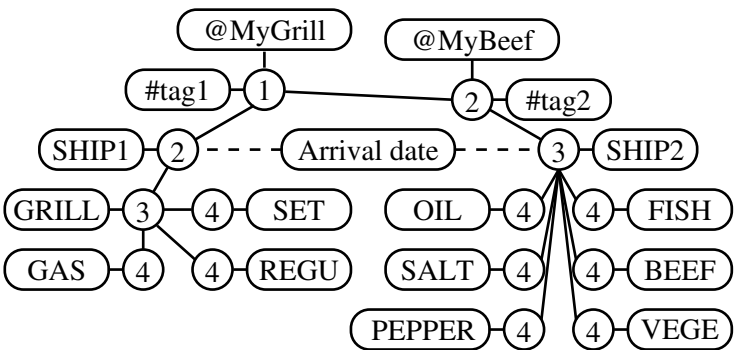 @MyGrill @MyBeef
#tag1 1 2 #tag2
SHIP1 2 Arrival date 3 SHIP2
GRILL 3 4 SET OIL 4 4 FISH
GAS 4 4 REGU SALT 4 4 BEEF
PEPPER 4 4 VEGE